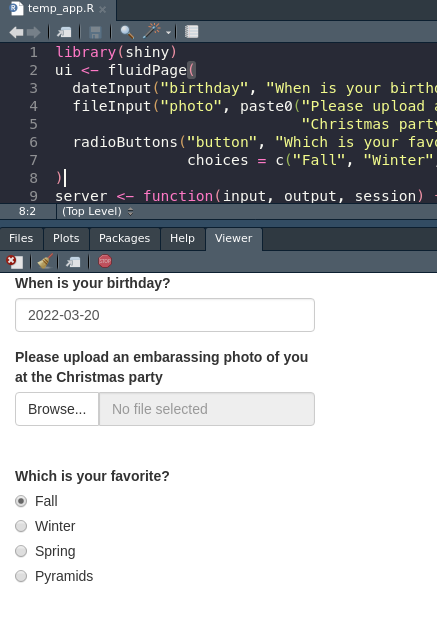 temp_app.R
1 library(shiny)
2 ui <- fluidPage(
3 dateInput("birthday", "When is your birth
4 fileInput("photo", paste0("Please upload a
5 "Christmas party
6 radioButtons("button", "Which is your favo
7 choices = c("Fall", "Winter",
8 )
9 server <- function(input, output, session)
8:2 (Top Level)
Files Plots Packages Help Viewer
STOP
When is your birthday?
2022-03-20
Please upload an embarassing photo of you
at the Christmas party
Browse... No file selected
Which is your favorite?
Fall
Winter
Spring
Pyramids